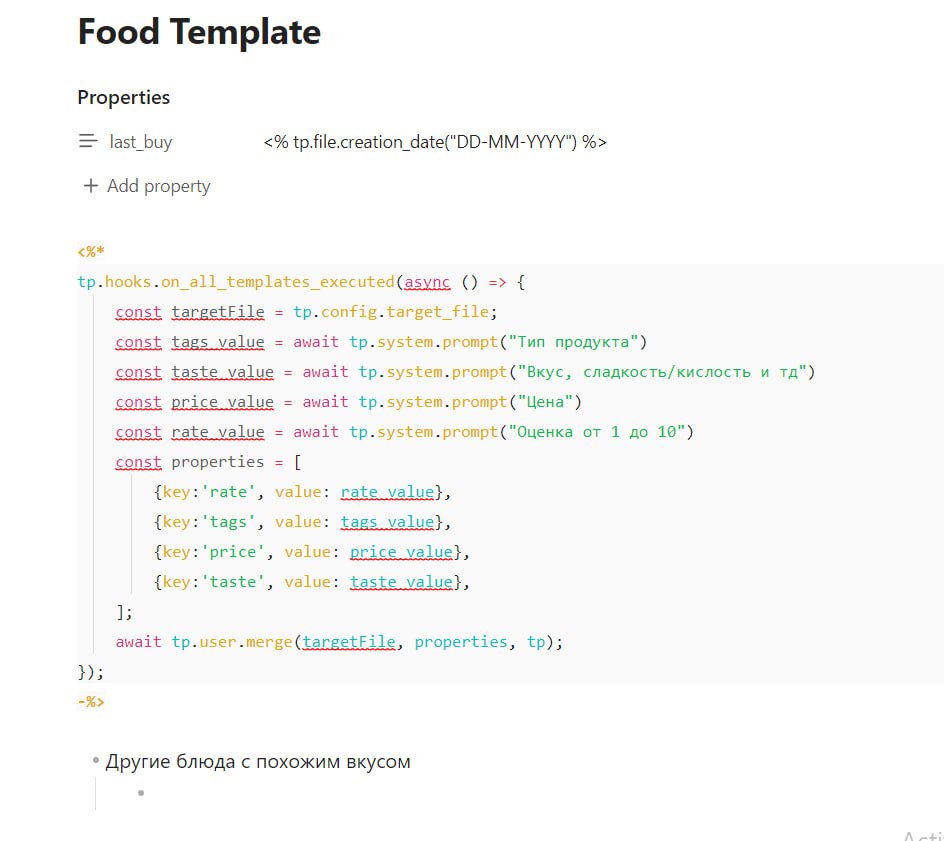 Food Template
Properties
last_buy <% tp.file.creation_date("DD-MM-YYYY") %>
+ Add property
<%*
tp.hooks.on_all_templates_executed(async () => {
const targetFile = tp.config.target_file;
const tags_value = await tp.system.prompt("Тип продукта")
const taste_value = await tp.system.prompt("Вкус, сладкость/кислость и тд")
const price_value = await tp.system.prompt("Цена")
const rate_value = await tp.system.prompt("Оценка от 1 до 10")
const properties = [
{key:'rate', value: rate_value},
{key:'tags', value: tags_value},
{key:'price', value: price_value},
{key:'taste', value: taste_value},
];
await tp.user.merge(targetFile, properties, tp);
});
-%>
Другие блюда с похожим вкусом